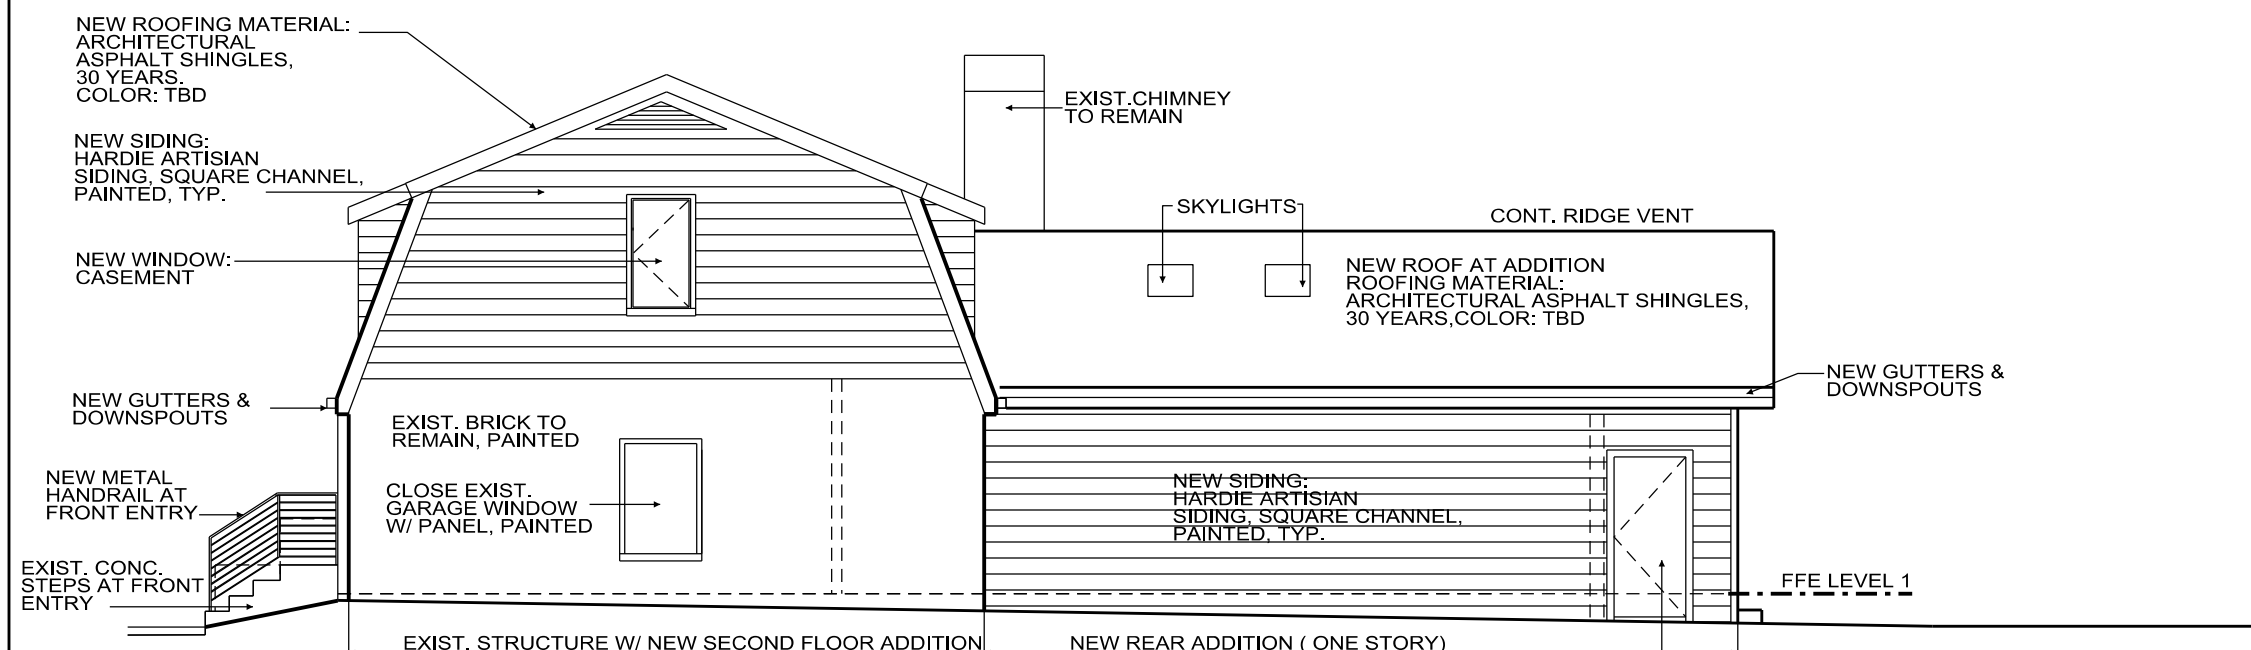 NEW ROOFING MATERIAL:
ARCHITECTURAL
ASPHALT SHINGLES,
30 YEARS.
COLOR: TBD
EXIST.CHIMNEY
TO REMAIN
NEW SIDING:
HARDIE ARTISIAN
SIDING, SQUARE CHANNEL,
PAINTED, TYP.
SKYLIGHTS
CONT. RIDGE VENT
NEW WINDOW:
CASEMENT
NEW ROOF AT ADDITION
ROOFING MATERIAL:
ARCHITECTURAL ASPHALT SHINGLES,
30 YEARS,COLOR: TBD
NEW GUTTERS &
DOWNSPOUTS
NEW GUTTERS &
DOWNSPOUTS
EXIST. BRICK TO
REMAIN, PAINTED
NEW METAL
HANDRAIL AT
FRONT ENTRY
CLOSE EXIST.
GARAGE WINDOW
W/ PANEL, PAINTED
NEW SIDING:
HARDIE ARTISIAN
SIDING, SQUARE CHANNEL,
PAINTED, TYP.
EXIST. CONC.
STEPS AT FRONT
ENTRY
FFE LEVEL 1
EXIST. STRUCTURE W/ NEW SECOND FLOOR ADDITION
NEW REAR ADDITION ( ONE STORY)